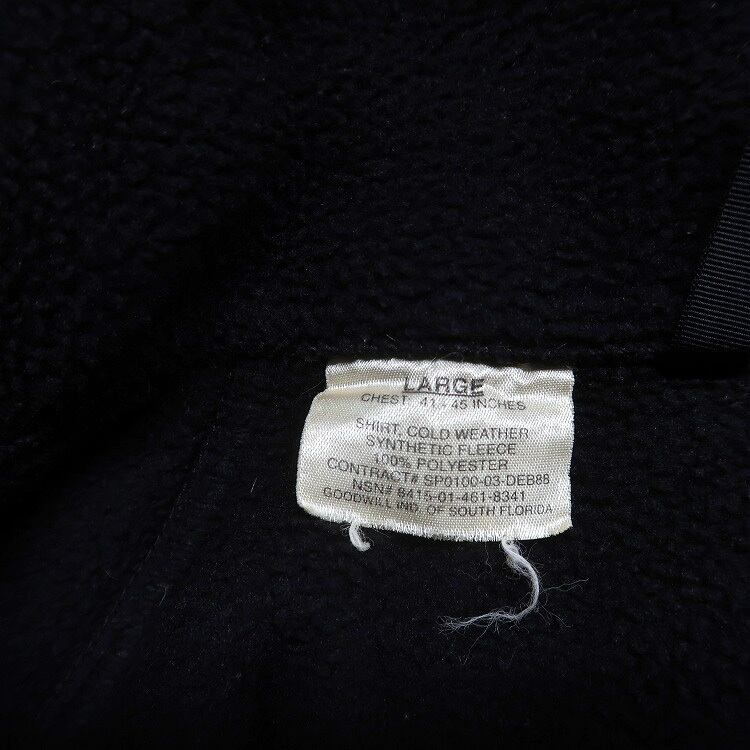 LARGE
CHEST 41-45 INCHES
SHIRT, COLD WEATHER
SYNTHETIC FLEECE
100% POLYESTER
CONTRACT# SP0100-03-DEB88
NSN# 8415-01-461-8341
GOODWILL IND. OF SOUTH FLORIDA